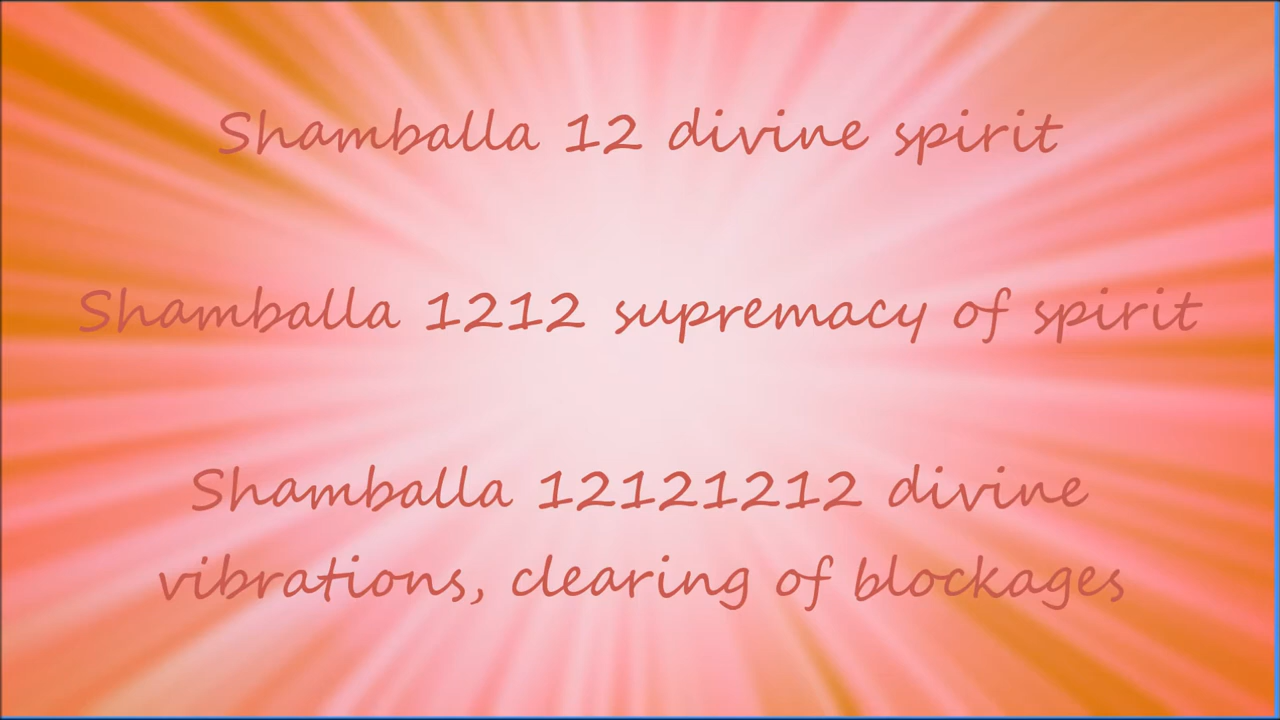 Shamballa 12 divine spirit
Shamballa 1212 supremacy of spirit
Shamballa 12121212 divine
vibrations, clearing of blockages